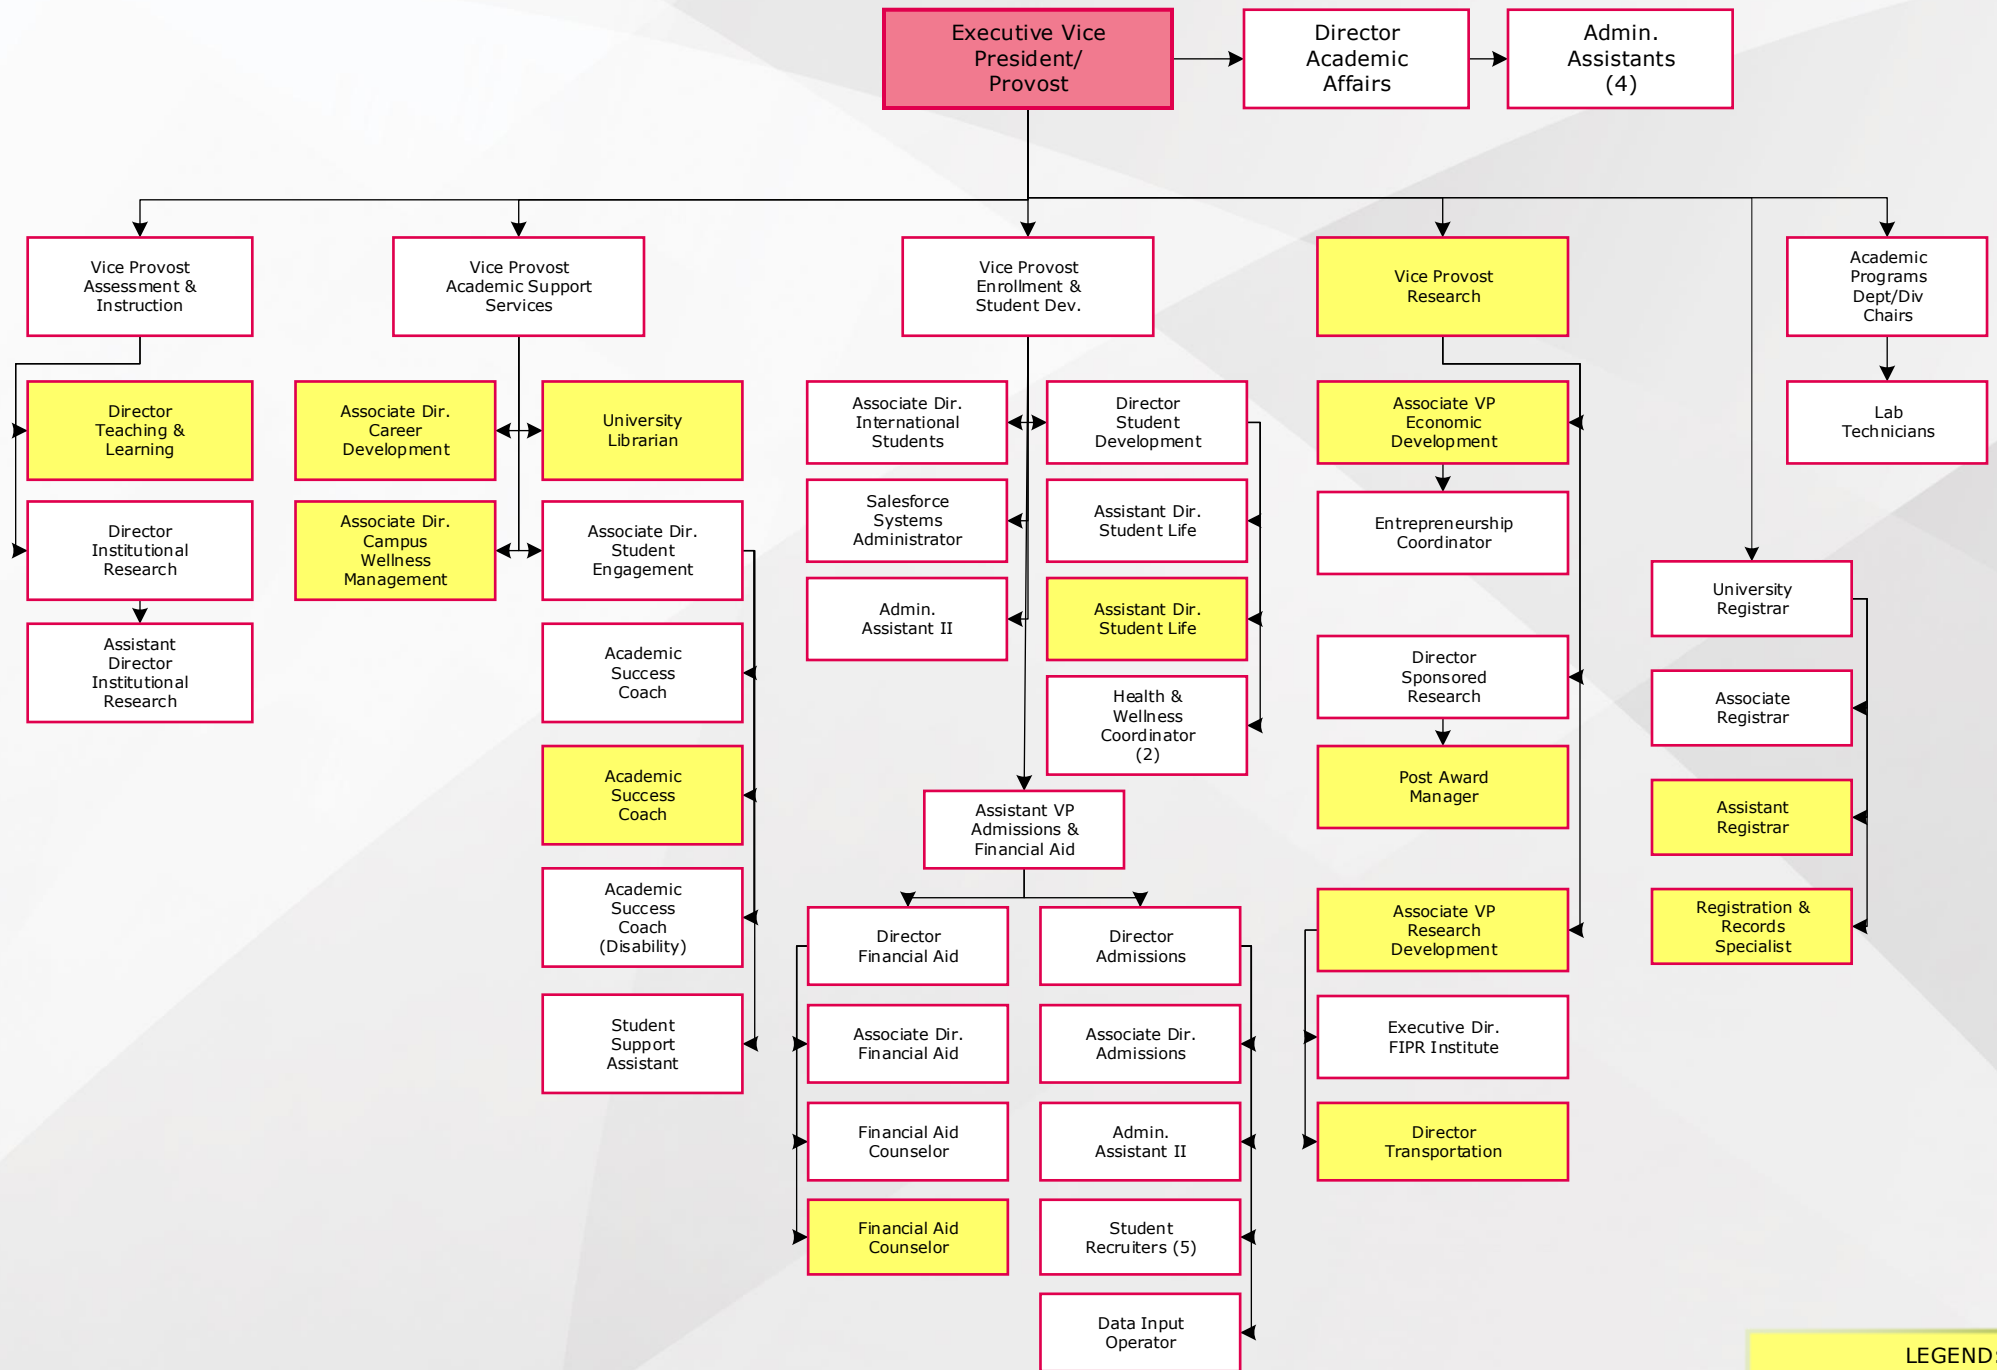 Executive Vice
President/
Provost
Director
Academic
Affairs
Admin.
Assistants
(4)
Vice Provost
Assessment &
Instruction
Vice Provost
Academic Support
Services
Vice Provost
Enrollment &
Student Dev.
Vice Provost
Research
Academic
Programs
Dept/Div
Chairs
Director
Teaching &
Learning
Director
Institutional
Research
Assistant
Director
Institutional
Research
Associate Dir.
Career
Development
University
Librarian
Associate Dir.
Campus
Wellness
Management
Associate Dir.
Student
Engagement
Academic
Success
Coach
Academic
Success
Coach
Academic
Success
Coach
(Disability)
Student
Support
Assistant
Associate Dir.
International
Students
Director
Student
Development
Salesforce
Systems
Administrator
Assistant Dir.
Student Life
Admin.
Assistant II
Assistant Dir.
Student Life
Health &
Wellness
Coordinator
(2)
Assistant VP
Admissions &
Financial Aid
Director
Financial Aid
Associate Dir.
Financial Aid
Financial Aid
Counselor
Financial Aid
Counselor
Director
Admissions
Associate Dir.
Admissions
Admin.
Assistant II
Student
Recruiters (5)
Data Input
Operator
Associate VP
Economic
Development
Entrepreneurship
Coordinator
Director
Sponsored
Research
Post Award
Manager
Associate VP
Research
Development
Executive Dir.
FIPR Institute
Director
Transportation
University
Registrar
Associate
Registrar
Assistant
Registrar
Registration &
Records
Specialist
Lab
Technicians
LEGEND: